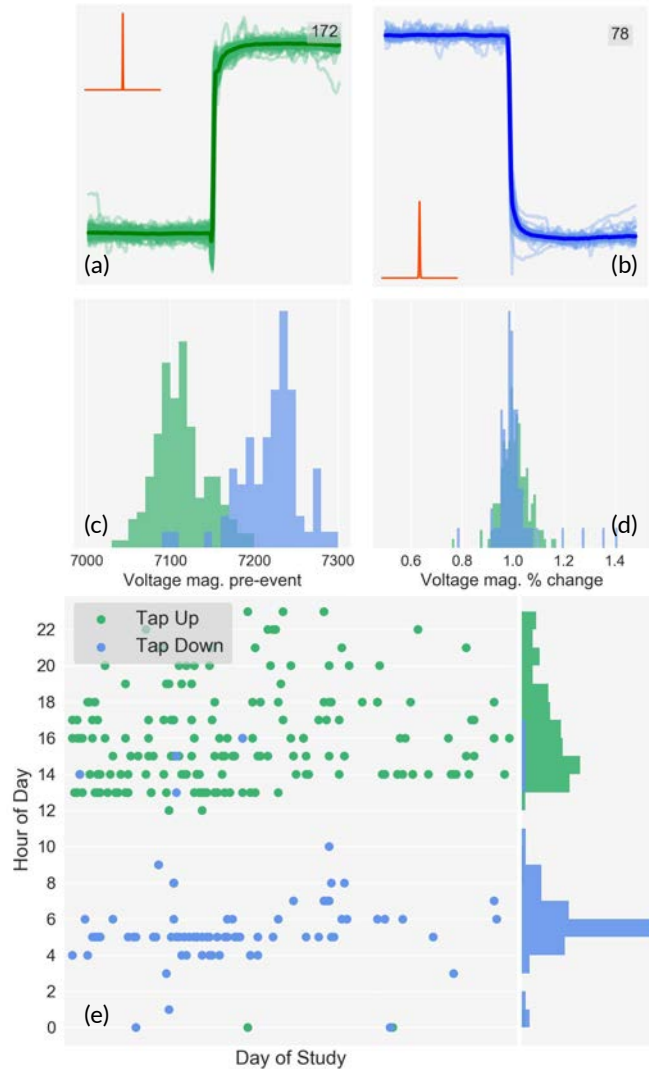 172
78
(a)
(b)
(c)
(d)
7000 7100 7200 7300
0.6 0.8 1.0 1.2 1.4
Voltage mag. pre-event
Voltage mag. % change
Tap Up
Tap Down
22
20
18
16
14
12
10
8
6
4
2
0
Hour of Day
(e)
Day of Study